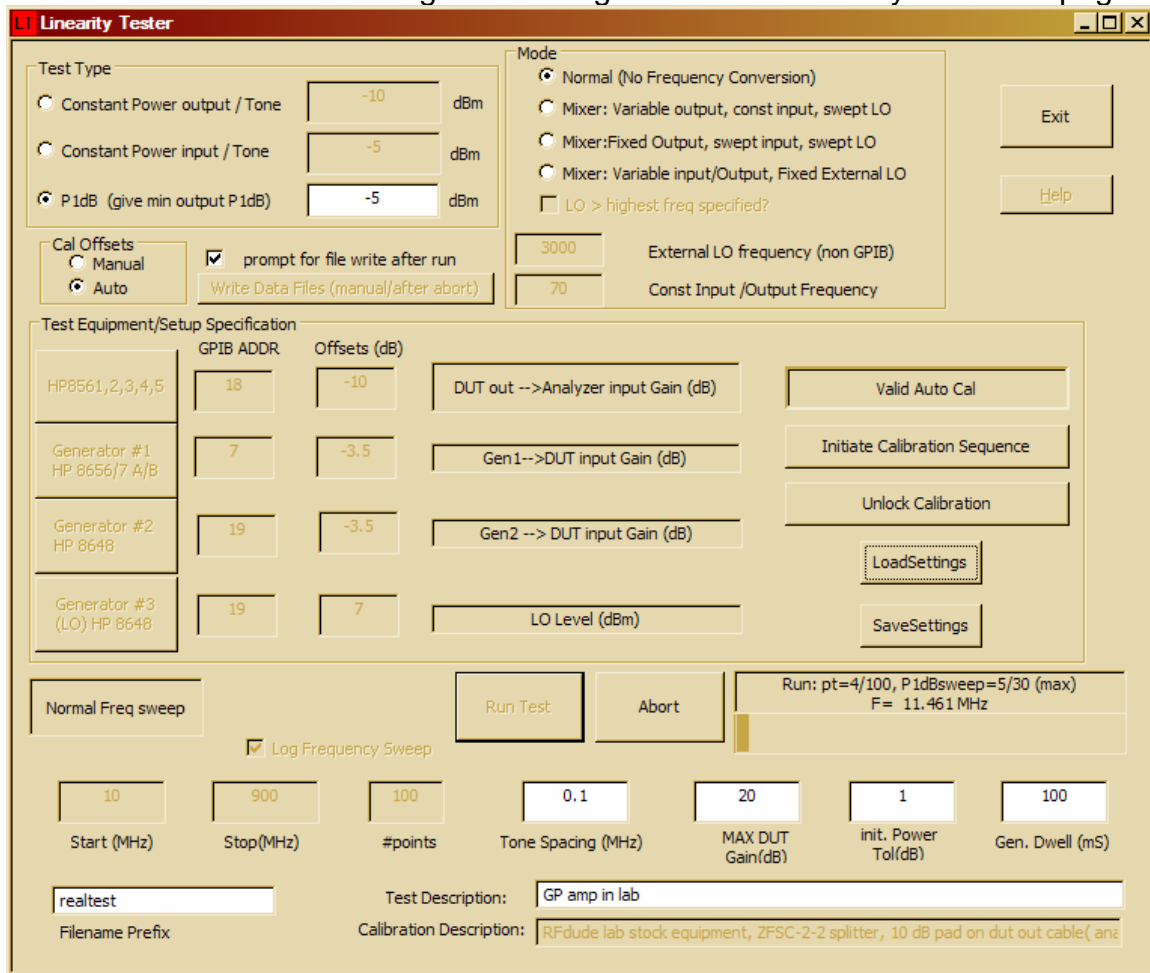 LT Linearity Tester
Test Type
Constant Power output / Tone -10 dBm
Constant Power input / Tone -5 dBm
P1dB (give min output P1dB) -5 dBm
Mode
Normal (No Frequency Conversion)
Mixer: Variable output, const input, swept LO
Mixer:Fixed Output, swept input, swept LO
Mixer: Variable input/Output, Fixed External LO
LO > highest freq specified?
3000 External LO frequency (non GPIB)
70 Const Input /Output Frequency
Exit
Help
Cal Offsets
Manual
Auto
prompt for file write after run
Write Data Files (manual/after abort)
Test Equipment/Setup Specification
GPIB ADDR Offsets (dB)
HP8561,2,3,4,5 18 -10 DUT out -->Analyzer input Gain (dB)
Generator #1
HP 8656/7 A/B
7 -3.5 Gen1-->DUT input Gain (dB)
Generator #2
HP 8648
19 -3.5 Gen2 --> DUT input Gain (dB)
Generator #3
(LO) HP 8648
19 7 LO Level (dBm)
Valid Auto Cal
Initiate Calibration Sequence
Unlock Calibration
LoadSettings
SaveSettings
Normal Freq sweep
Log Frequency Sweep
Run Test
Abort
Run: pt=4/100, P1dBsweep=5/30 (max)
F= 11.461 MHz
10 900 100 0.1 20 1 100
Start (MHz) Stop(MHz) #points Tone Spacing (MHz) MAX DUT Gain(dB) init. Power Tol(dB) Gen. Dwell (mS)
realtest
Filename Prefix
Test Description: GP amp in lab
Calibration Description: RFdude lab stock equipment, ZFSC-2-2 splitter, 10 dB pad on dut out cable( ana